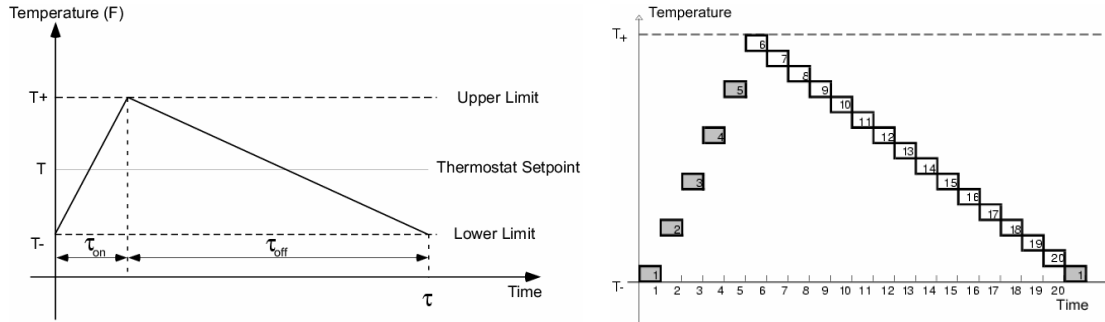 Temperature (F)
T+
Upper Limit
T
Thermostat Setpoint
T-
Lower Limit
τon
τoff
τ
Time
Temperature
T+
6
7
8
5
9
10
4
11
12
13
3
14
15
16
2
17
18
19
1
20
1
T-
1 2 3 4 5 6 7 8 9 10 11 12 13 14 15 16 17 18 19 20
Time